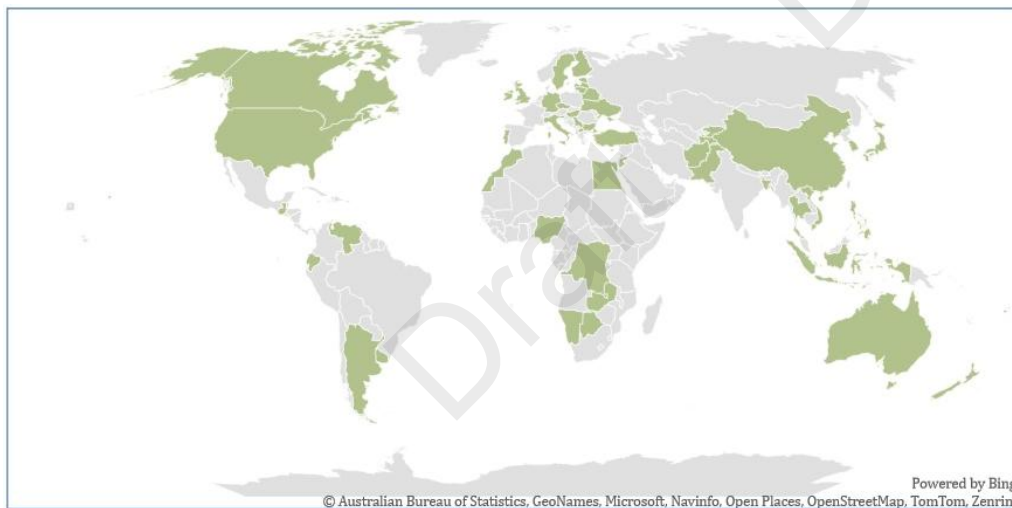 Draft
Powered by Bing
© Australian Bureau of Statistics, GeoNames, Microsoft, Navinfo, Open Places, OpenStreetMap, TomTom, Zenrin